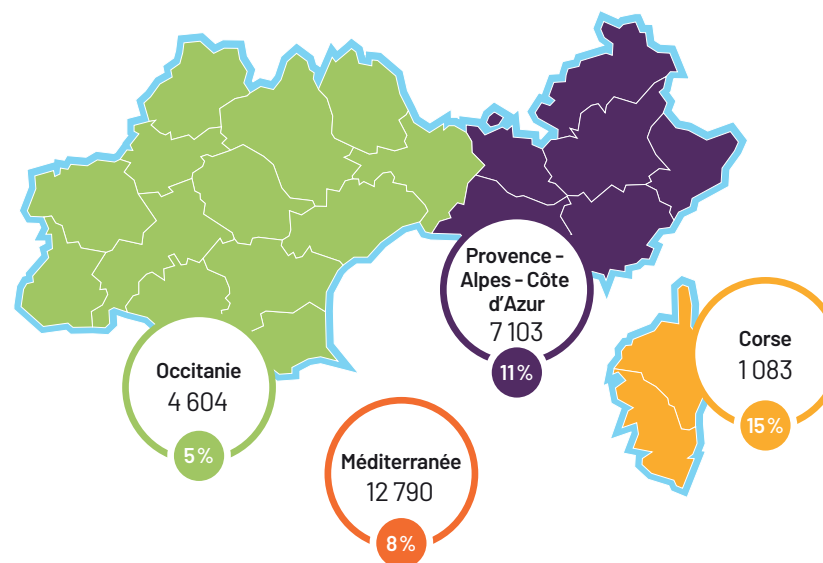 Provence -
Alpes - Côte
d’Azur
7 103
11 %
Corse
1 083
15 %
Occitanie
4 604
5 %
Méditerranée
12 790
8 %